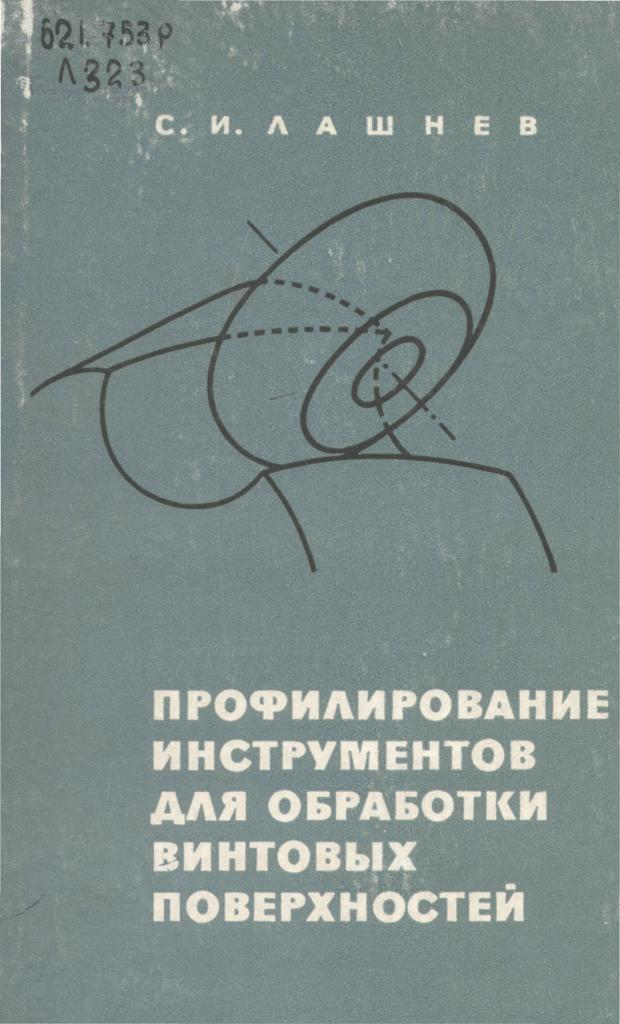 621.753р
Л323
С. И. ЛАШНЕВ
ПРОФИЛИРОВАНИЕ
ИНСТРУМЕНТОВ
ДЛЯ ОБРАБОТКИ
ВИНТОВЫХ
ПОВЕРХНОСТЕЙ